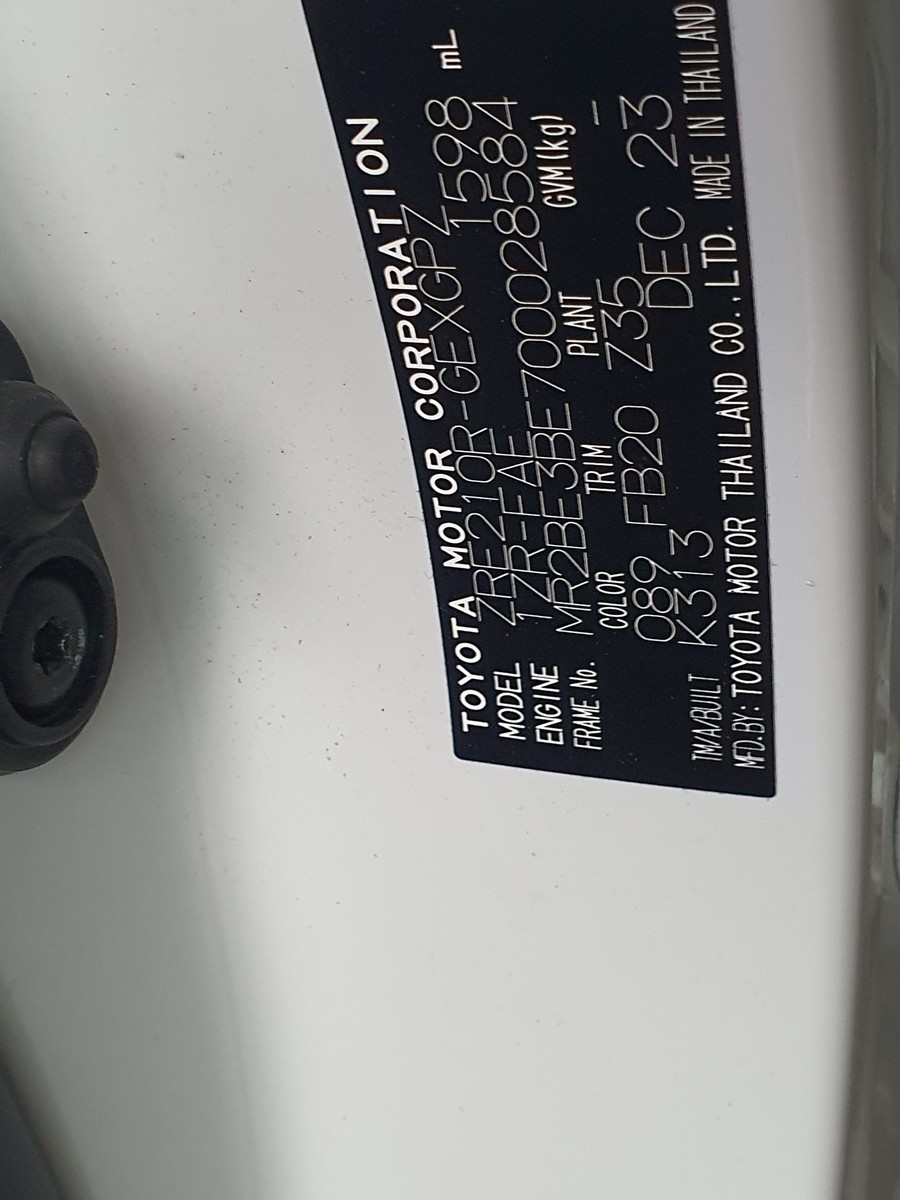 TOYOTA MOTOR CORPORATION
MODEL ZRE210R-GEXGPZ
ENGINE 1ZR-FAE 1598 mL
FRAME No. MR2BE3BE700028584
COLOR TRIM PLANT GVM(kg)
089 FB20 Z35 —
TM/A/BUILT K313 DEC 23
MFD.BY: TOYOTA MOTOR THAILAND CO.,LTD. MADE IN THAILAND